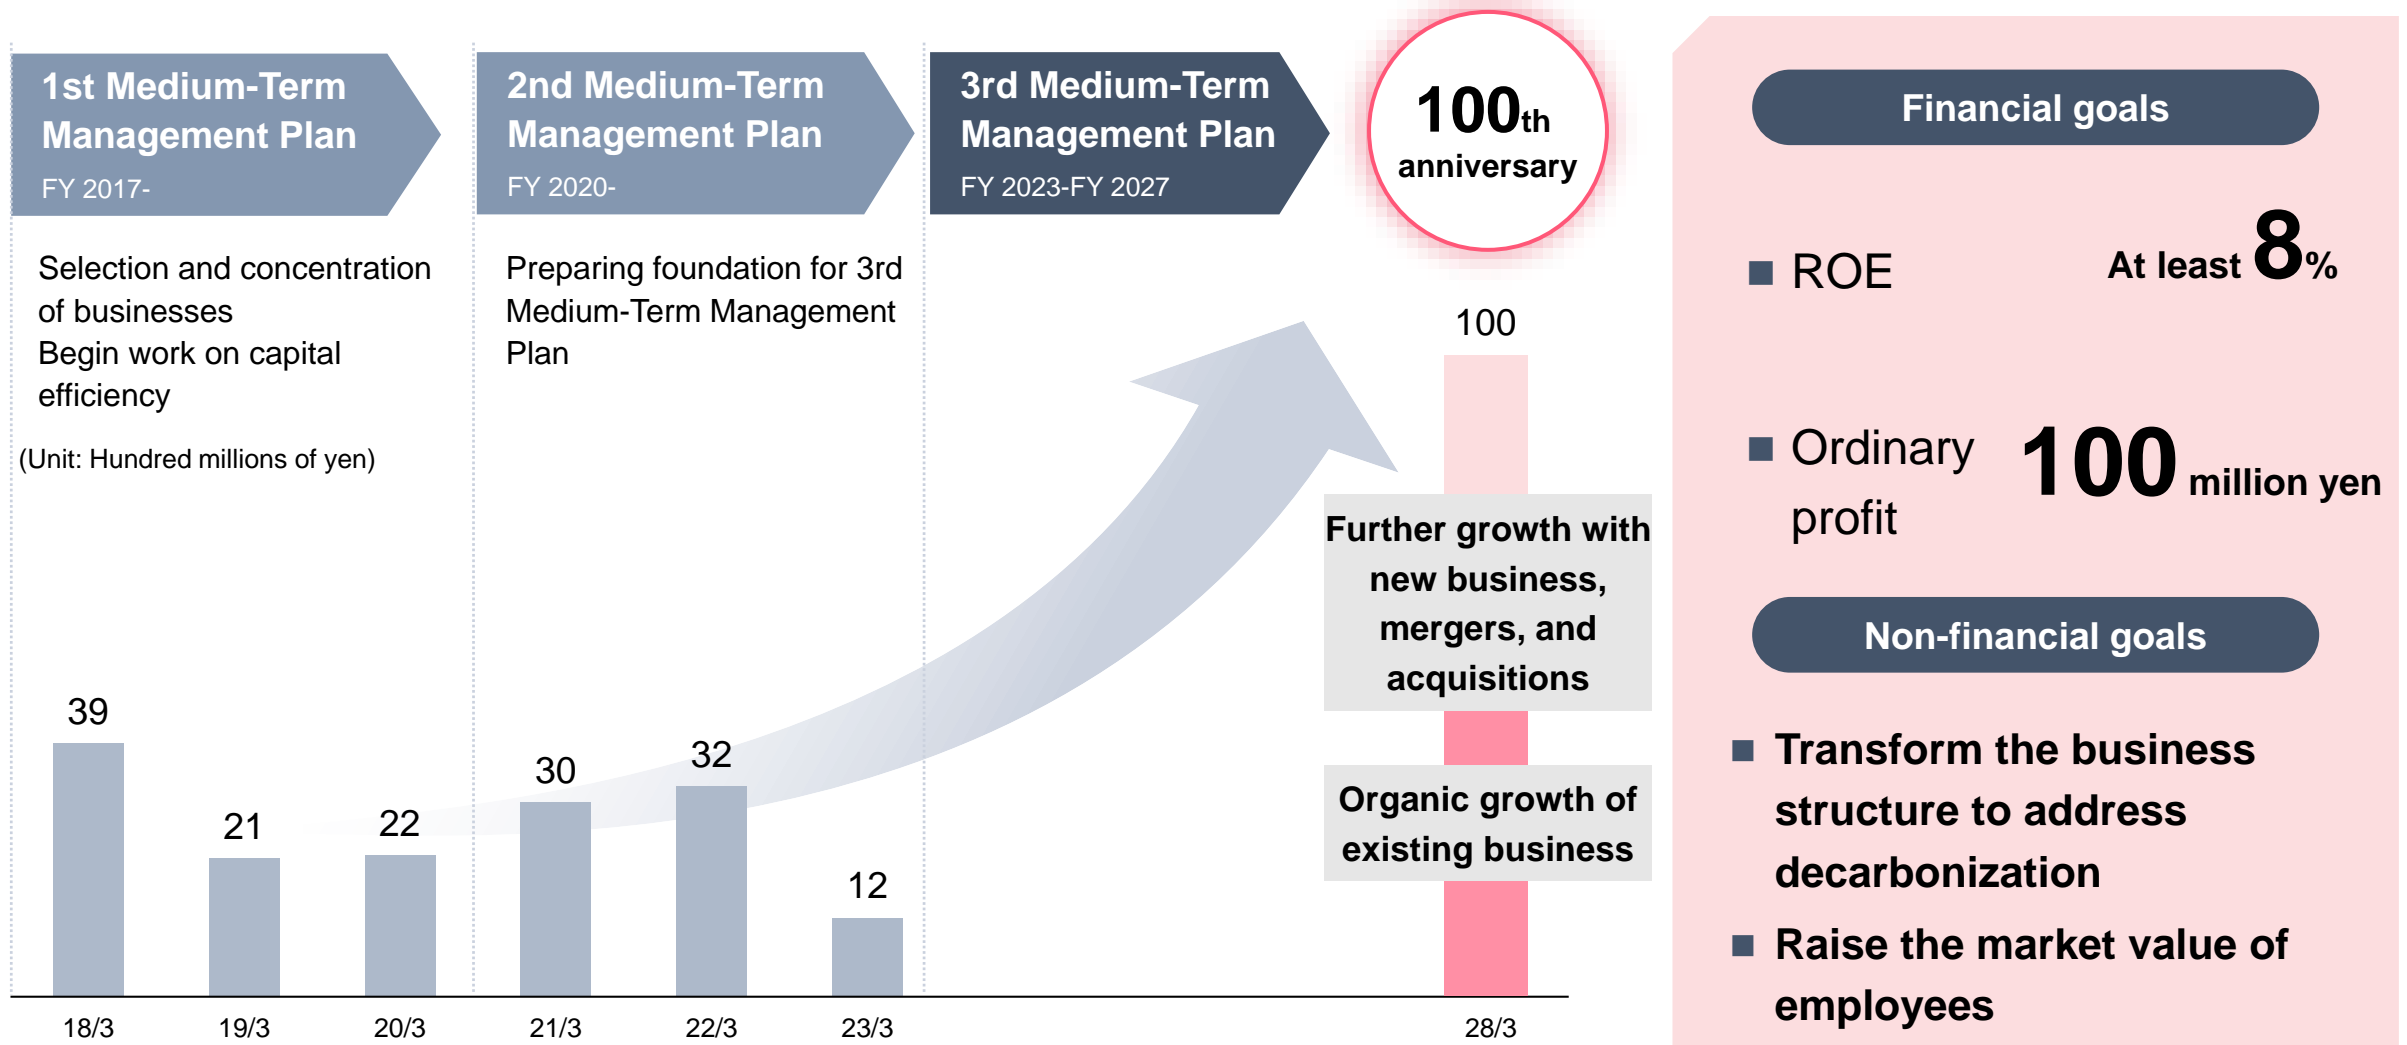 1st Medium-Term
Management Plan
FY 2017-
2nd Medium-Term
Management Plan
FY 2020-
3rd Medium-Term
Management Plan
FY 2023-FY 2027
100th
anniversary
Selection and concentration
of businesses
Begin work on capital
efficiency
Preparing foundation for 3rd
Medium-Term Management
Plan
(Unit: Hundred millions of yen)
39
21
22
30
32
12
100
Further growth with
new business,
mergers, and
acquisitions
Organic growth of
existing business
18/3
19/3
20/3
21/3
22/3
23/3
28/3
Financial goals
ROE At least 8%
Ordinary 100 million yen
profit
Non-financial goals
Transform the business
structure to address
decarbonization
Raise the market value of
employees